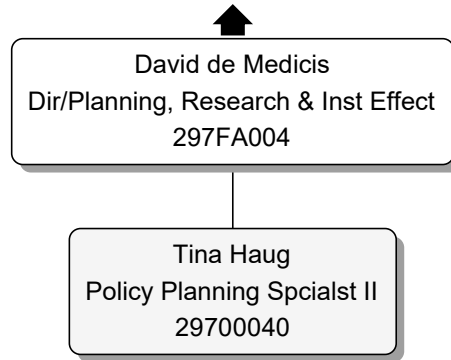 David de Medicis
Dir/Planning, Research & Inst Effect
297FA004
Tina Haug
Policy Planning Spcialst II
29700040